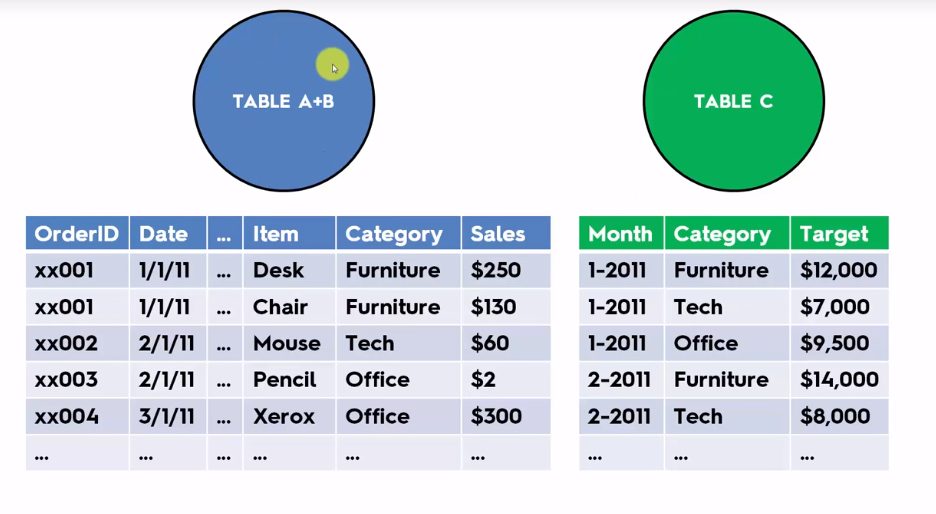 TABLE A+B
TABLE C
OrderID Date ... Item Category Sales
xx001 1/1/11 ... Desk Furniture $250
xx001 1/1/11 ... Chair Furniture $130
xx002 2/1/11 ... Mouse Tech $60
xx003 2/1/11 ... Pencil Office $2
xx004 3/1/11 ... Xerox Office $300
... ... ... ... ... ...
Month Category Target
1-2011 Furniture $12,000
1-2011 Tech $7,000
1-2011 Office $9,500
2-2011 Furniture $14,000
2-2011 Tech $8,000
... ... ...